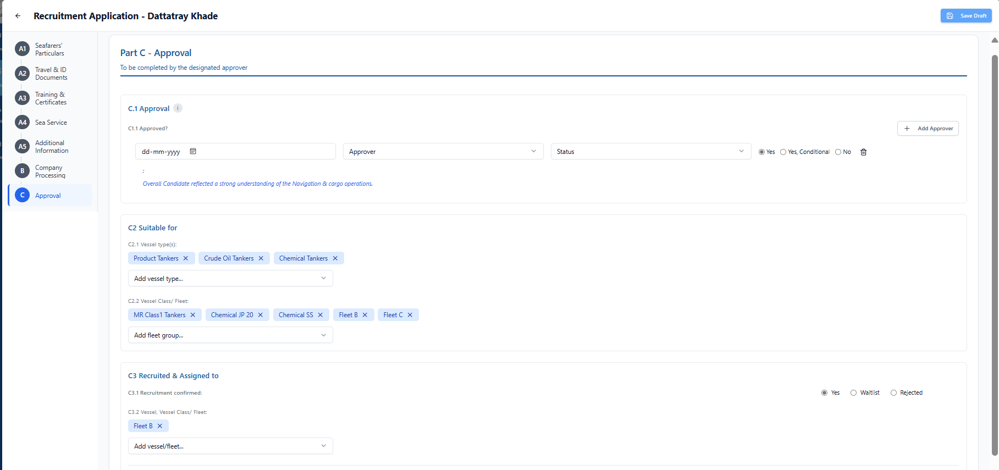 Recruitment Application - Dattatray Khade
Save Draft
A1 Seafarers' Particulars
A2 Travel & ID Documents
A3 Training & Certificates
A4 Sea Service
A5 Additional Information
B Company Processing
C Approval
Part C - Approval
To be completed by the designated approver
C.1 Approval i
C1.1 Approved?
Add Approver
dd-mm-yyyy Approver Status Yes Yes, Conditional No
:
Overall Candidate reflected a strong understanding of the Navigation & cargo operations.
C2 Suitable for
C2.1 Vessel type(s):
Product Tankers Crude Oil Tankers Chemical Tankers
Add vessel type...
C2.2 Vessel Class/ Fleet:
MR Class1 Tankers Chemical JP 20 Chemical SS Fleet B Fleet C
Add fleet group...
C3 Recruited & Assigned to
C3.1 Recruitment confirmed: Yes Waitlist Rejected
C3.2 Vessel, Vessel Class/ Fleet:
Fleet B
Add vessel/fleet...